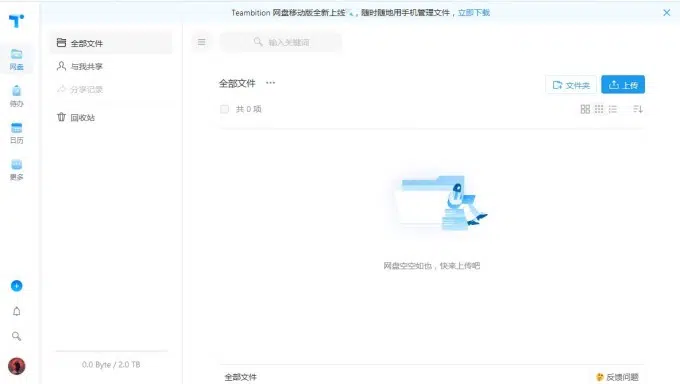 Teambition 网盘移动版全新上线📡，随时随地用手机管理文件，立即下载
网盘
待办
日历
更多
全部文件
与我共享
分享记录
回收站
0.0 Byte / 2.0 TB
输入关键词
全部文件
文件夹
上传
共 0 项
网盘空空如也，快来上传吧
全部文件
🤔 反馈问题